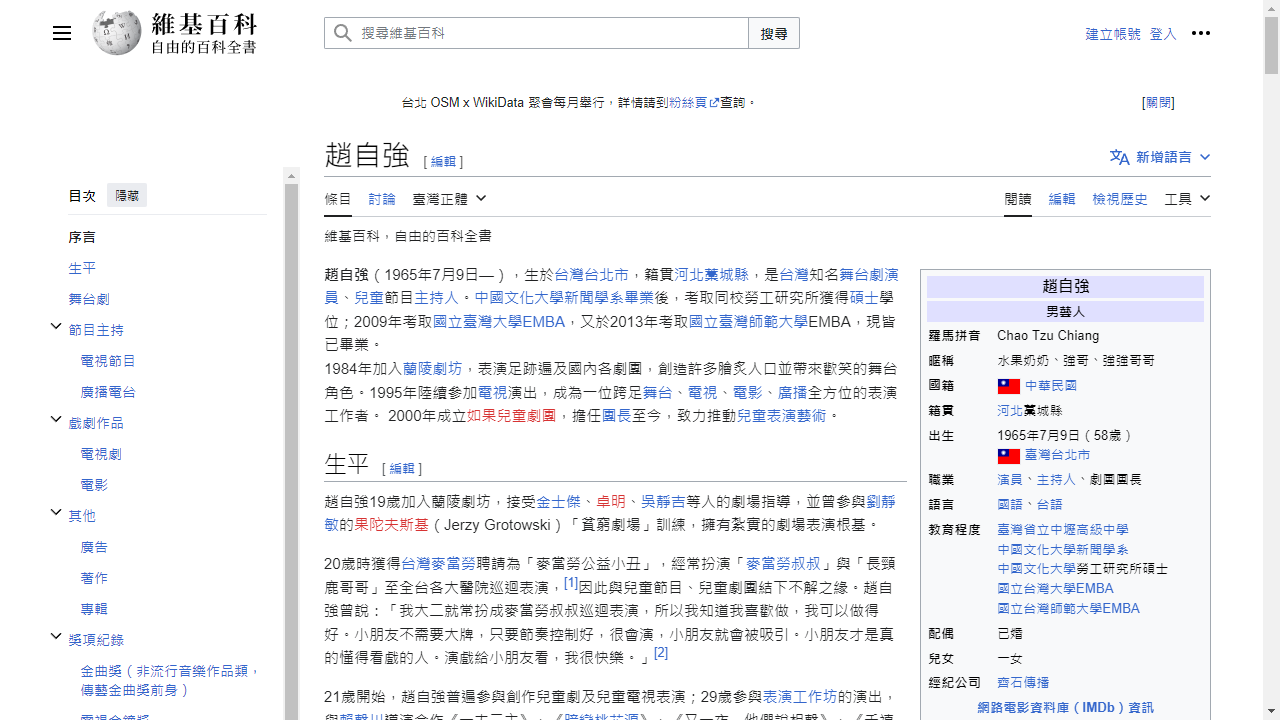 維基百科
自由的百科全書
搜尋維基百科
搜尋
建立帳號 登入
台北 OSM x WikiData 聚會每月舉行，詳情請到粉絲頁查詢。
[關閉]
趙自強 [ 編輯 ]
新增語言
目次 隱藏
條目 討論 臺灣正體
閱讀 編輯 檢視歷史 工具
維基百科，自由的百科全書
序言
生平
舞台劇
節目主持
電視節目
廣播電台
戲劇作品
電視劇
電影
其他
廣告
著作
專輯
獎項紀錄
金曲獎（非流行音樂作品類，
傳藝金曲獎前身）
電視金鐘獎
趙自強（1965年7月9日—），生於台灣台北市，籍貫河北藁城縣，是台灣知名舞台劇演
員、兒童節目主持人。中國文化大學新聞學系畢業後，考取同校勞工研究所獲得碩士學
位；2009年考取國立臺灣大學EMBA，又於2013年考取國立臺灣師範大學EMBA，現皆
已畢業。
1984年加入蘭陵劇坊，表演足跡遍及國內各劇團，創造許多膾炙人口並帶來歡笑的舞台
角色。1995年陸續參加電視演出，成為一位跨足舞台、電視、電影、廣播全方位的表演
工作者。 2000年成立如果兒童劇團，擔任團長至今，致力推動兒童表演藝術。
生平 [ 編輯 ]
趙自強19歲加入蘭陵劇坊，接受金士傑、卓明、吳靜吉等人的劇場指導，並曾參與劉靜
敏的果陀夫斯基（Jerzy Grotowski）「貧窮劇場」訓練，擁有紮實的劇場表演根基。
20歲時獲得台灣麥當勞聘請為「麥當勞公益小丑」，經常扮演「麥當勞叔叔」與「長頸
鹿哥哥」至全台各大醫院巡迴表演，[1]因此與兒童節目、兒童劇團結下不解之緣。趙自
強曾說：「我大二就常扮成麥當勞叔叔巡迴表演，所以我知道我喜歡做，我可以做得
好。小朋友不需要大牌，只要節奏控制好，很會演，小朋友就會被吸引。小朋友才是真
的懂得看戲的人。演戲給小朋友看，我很快樂。」[2]
21歲開始，趙自強普遍參與創作兒童劇及兒童電視表演；29歲參與表演工作坊的演出，
與賴聲川導演合作《一夫二主》、《暗戀桃花源》、《又一夜，他們說相聲》、《千禧
趙自強
男藝人
羅馬拼音 Chao Tzu Chiang
暱稱 水果奶奶、強哥、強強哥哥
國籍 中華民國
籍貫 河北藁城縣
出生 1965年7月9日（58歲）
臺灣台北市
職業 演員、主持人、劇團團長
語言 國語、台語
教育程度 臺灣省立中壢高級中學
中國文化大學新聞學系
中國文化大學勞工研究所碩士
國立台灣大學EMBA
國立台灣師範大學EMBA
配偶 已婚
兒女 一女
經紀公司 齊石傳播
網路電影資料庫（IMDb）資訊